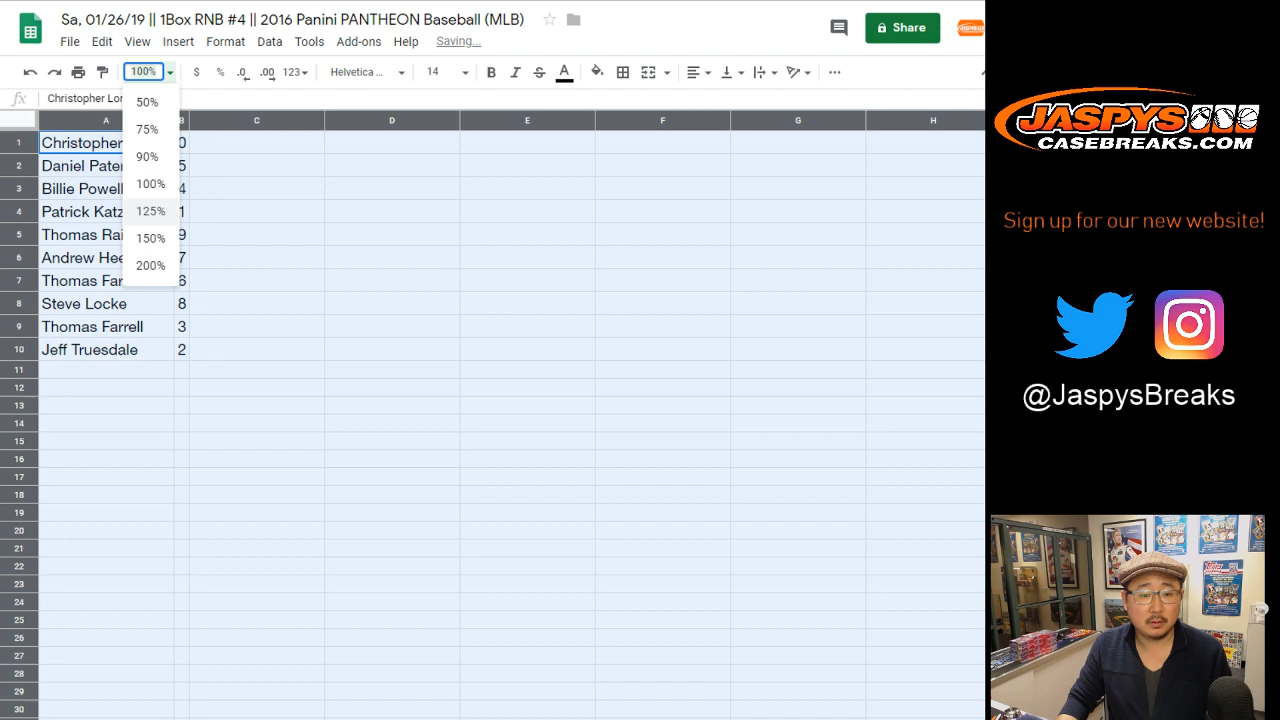 Sa, 01/26/19 || 1Box RNB #4 || 2016 Panini PANTHEON Baseball (MLB)
File Edit View Insert Format Data Tools Add-ons Help Saving...
Share
100% $ % .0 .00 123 Helvetica ... 14 B I S A
fx Christopher Lor
50%
75%
90%
100%
125%
150%
200%
A B C D E F G H
1 Christopher 0
2 Daniel Pater 5
3 Billie Powell 4
4 Patrick Katz 1
5 Thomas Rai 9
6 Andrew Hee 7
7 Thomas Far 6
8 Steve Locke 8
9 Thomas Farrell 3
10 Jeff Truesdale 2
11
12
13
14
15
16
17
18
19
20
21
22
23
24
25
26
27
28
29
30
JASPYS
CASEBREAKS.COM
Sign up for our new website!
@JaspysBreaks